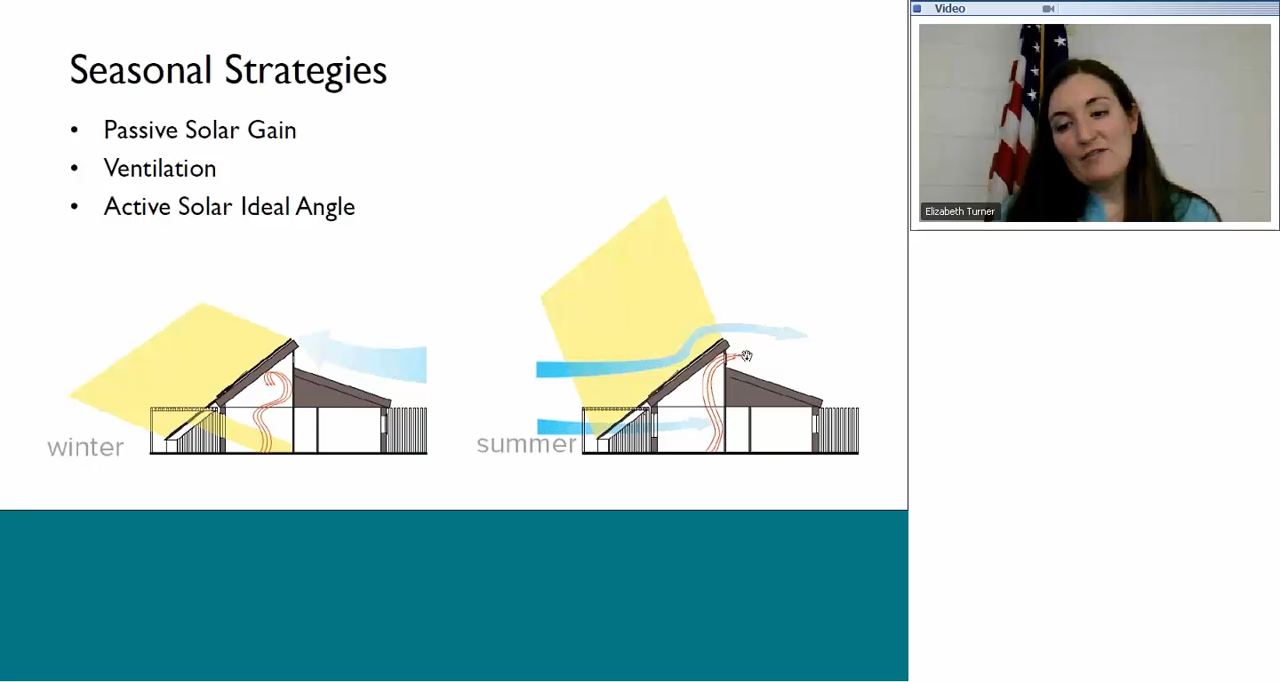 Seasonal Strategies
• Passive Solar Gain
• Ventilation
• Active Solar Ideal Angle
winter
summer
Video
Elizabeth Turner